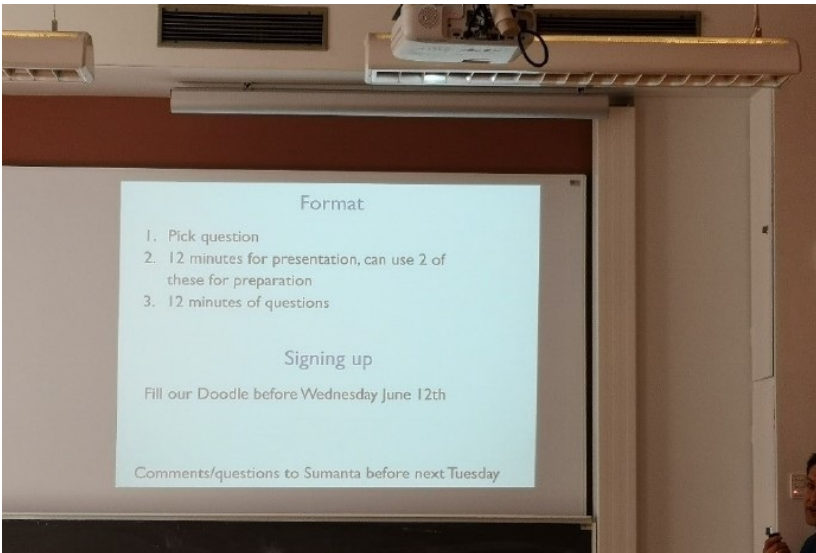 Format
1. Pick question
2. 12 minutes for presentation, can use 2 of
these for preparation
3. 12 minutes of questions
Signing up
Fill our Doodle before Wednesday June 12th
Comments/questions to Sumanta before next Tuesday